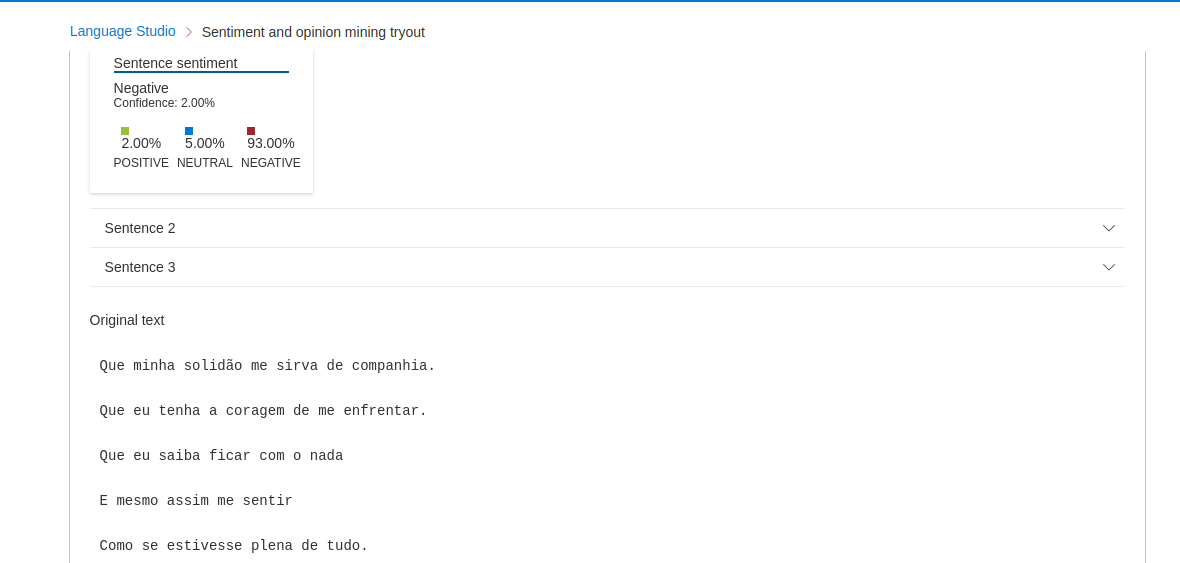 Language Studio > Sentiment and opinion mining tryout
Sentence sentiment
Negative
Confidence: 2.00%
2.00% 5.00% 93.00%
POSITIVE NEUTRAL NEGATIVE
Sentence 2
Sentence 3
Original text
Que minha solidão me sirva de companhia.
Que eu tenha a coragem de me enfrentar.
Que eu saiba ficar com o nada
E mesmo assim me sentir
Como se estivesse plena de tudo.